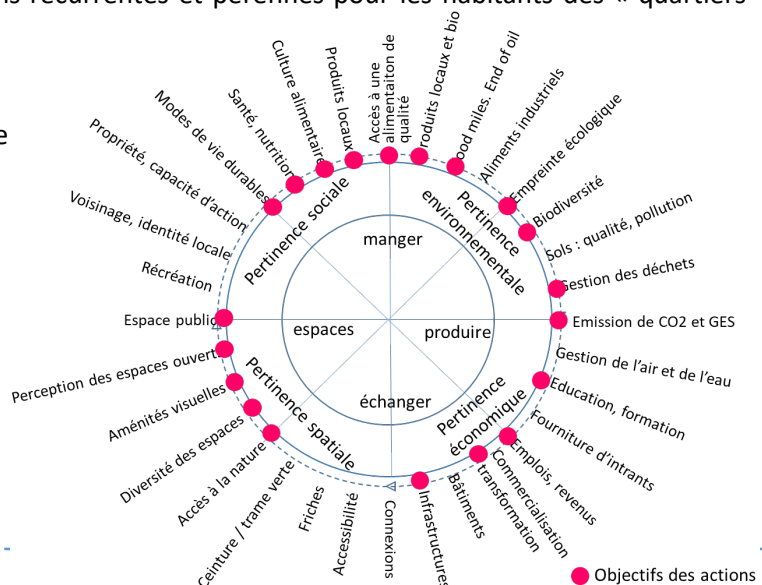 ns récurrentes et pérennes pour les habitants des « quartiers
e
Propriété, capacité d'action
Modes de vie durables
Santé, nutrition
Culture alimentaire
Produits locaux
Accès à une
alimentaiton de
qualité
roduits locaux et bio
ood miles. End of oil
Aliments industriels
Empreinte écologique
Biodiversité
Sols : qualité, pollution
Gestion des déchets
Emission de CO2 et GES
Gestion de l'air et de l'eau
Education, formation
Fourniture d'intrants
Emplois, revenus
Commercialisation
transformation
Bâtiments
Infrastructures
Connexions
Accessibilité
Friches
Ceinture / trame verte
Accès à la nature
Diversité des espaces
Aménités visuelles
Perception des espaces ouverts
Espace public
Récréation
Voisinage, identité locale
Pertinence sociale
Pertinence
environnementale
Pertinence
économique
Pertinence spatiale
manger
produire
échanger
espaces
Objectifs des actions